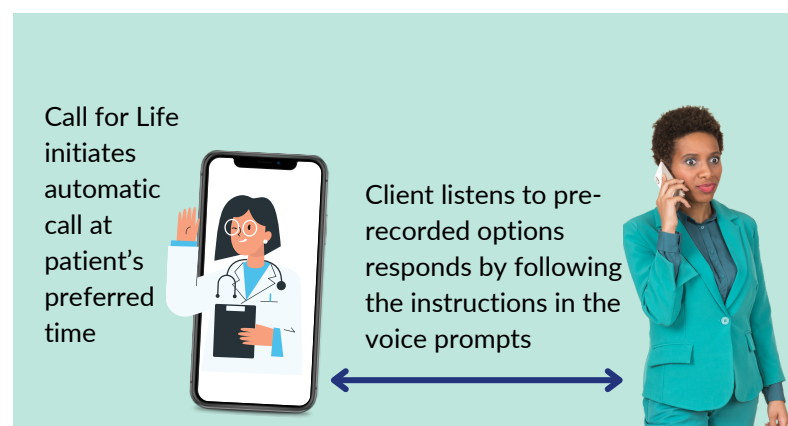 Call for Life
initiates
automatic
call at
patient’s
preferred
time
Client listens to pre-
recorded options
responds by following
the instructions in the
voice prompts